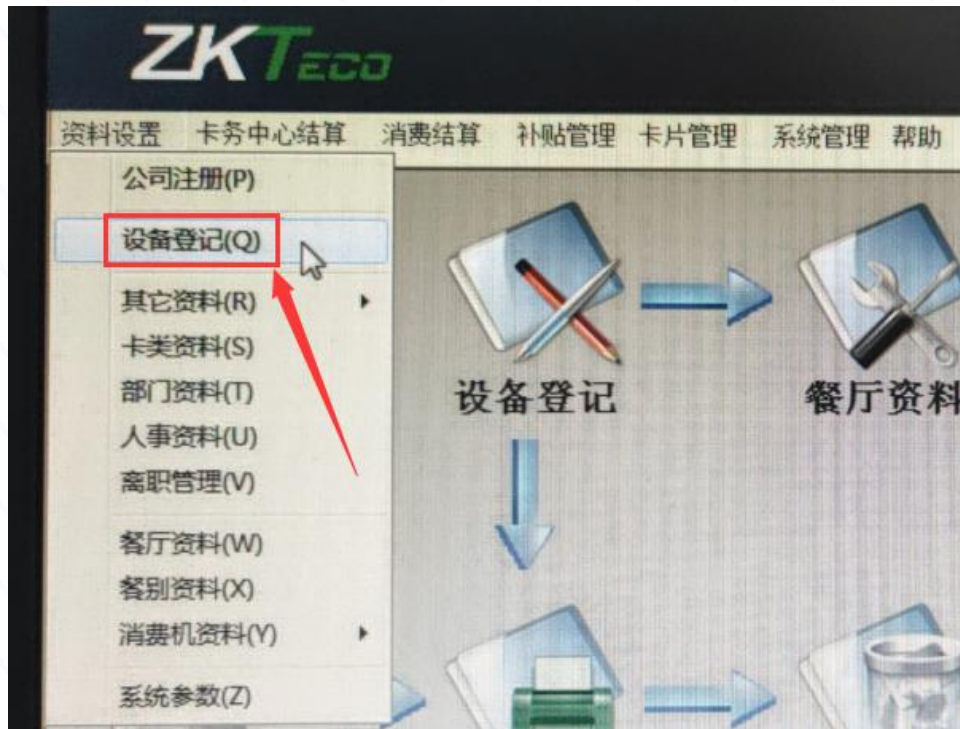 ZKTECO
资料设置 卡务中心结算 消费结算 补贴管理 卡片管理 系统管理 帮助
公司注册(P)
设备登记(Q)
其它资料(R)
卡类资料(S)
部门资料(T)
人事资料(U)
离职管理(V)
餐厅资料(W)
餐别资料(X)
消费机资料(Y)
系统参数(Z)
设备登记 餐厅资料